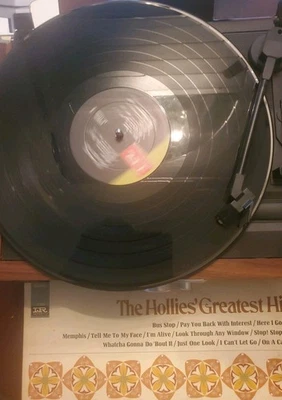 The Hollies' Greatest Hi
Bus Stop / Pay You Back With Interest / Here I Go
Memphis / Tell Me To My Face / I'm Alive / Look Through Any Window / Stop! Stop
Whatcha Gonna Do 'Bout It / Just One Look / I Can't Let Go / On A Ca